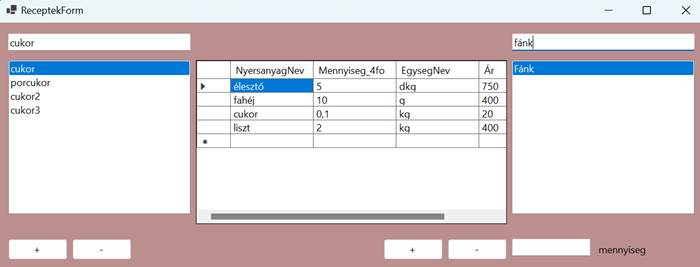 ReceptekForm
cukor
fánk
cukor
porcukor
cukor2
cukor3
NyersanyagNev Mennyiseg_4fo EgysegNev Ár
élesztő 5 dkg 750
fahéj 10 g 400
cukor 0,1 kg 20
liszt 2 kg 400
Fánk
+ - + - mennyiseg